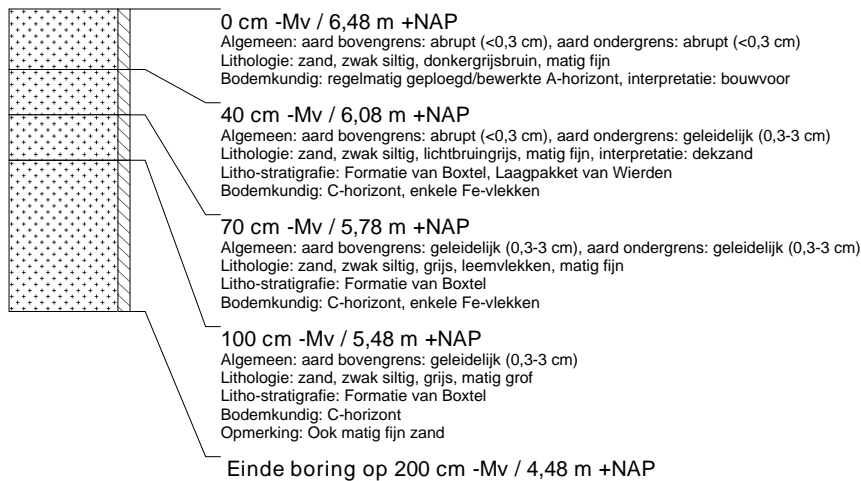 0 cm -Mv / 6,48 m +NAP
Algemeen: aard bovengrens: abrupt (<0,3 cm), aard ondergrens: abrupt (<0,3 cm)
Lithologie: zand, zwak siltig, donkergrijsbruin, matig fijn
Bodemkundig: regelmatig geploegd/bewerkte A-horizont, interpretatie: bouwvoor
40 cm -Mv / 6,08 m +NAP
Algemeen: aard bovengrens: abrupt (<0,3 cm), aard ondergrens: geleidelijk (0,3-3 cm)
Lithologie: zand, zwak siltig, lichtbruingrijs, matig fijn, interpretatie: dekzand
Litho-stratigrafie: Formatie van Boxtel, Laagpakket van Wierden
Bodemkundig: C-horizont, enkele Fe-vlekken
70 cm -Mv / 5,78 m +NAP
Algemeen: aard bovengrens: geleidelijk (0,3-3 cm), aard ondergrens: geleidelijk (0,3-3 cm)
Lithologie: zand, zwak siltig, grijs, leemvlekken, matig fijn
Litho-stratigrafie: Formatie van Boxtel
Bodemkundig: C-horizont, enkele Fe-vlekken
100 cm -Mv / 5,48 m +NAP
Algemeen: aard bovengrens: geleidelijk (0,3-3 cm)
Lithologie: zand, zwak siltig, grijs, matig grof
Litho-stratigrafie: Formatie van Boxtel
Bodemkundig: C-horizont
Opmerking: Ook matig fijn zand
Einde boring op 200 cm -Mv / 4,48 m +NAP